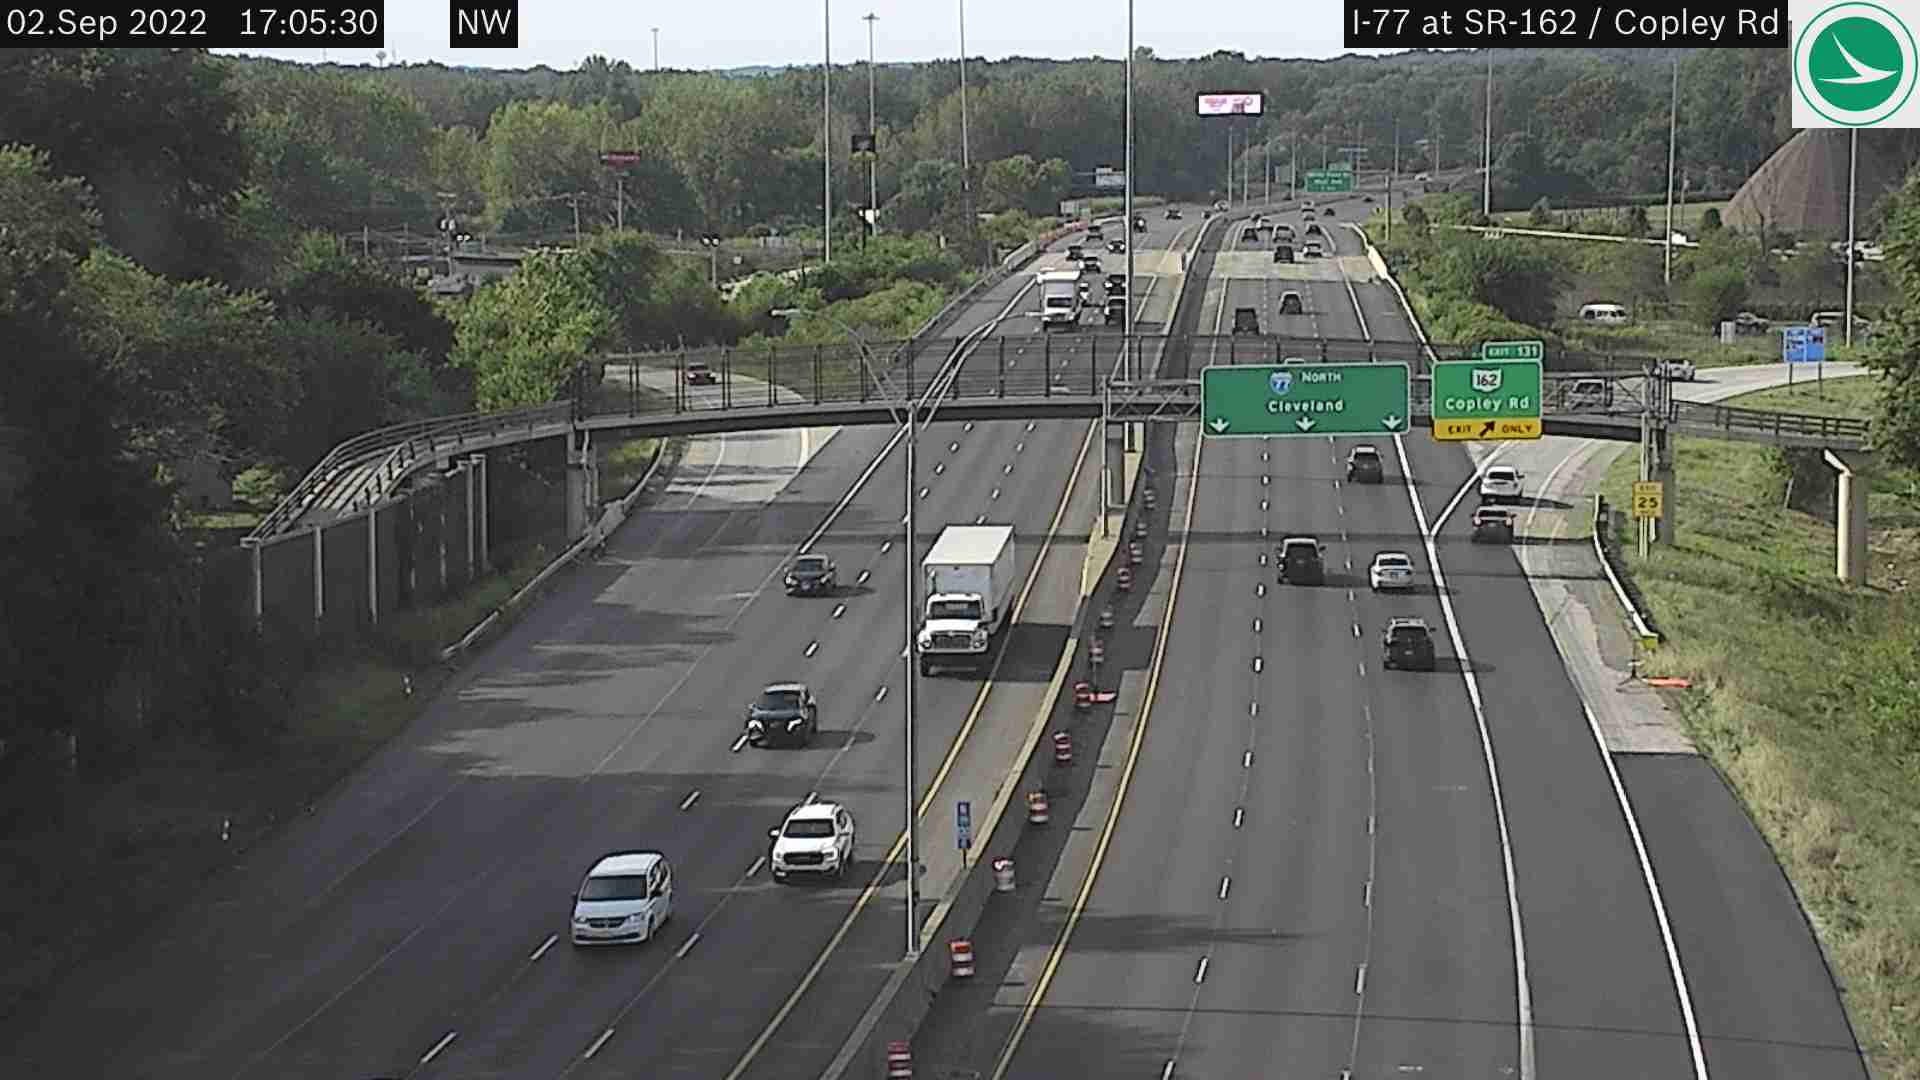 02.Sep 2022 17:05:30
NW
I-77 at SR-162 / Copley Rd
EXIT 131
77 NORTH
Cleveland
162
Copley Rd
EXIT ONLY
EXIT
25